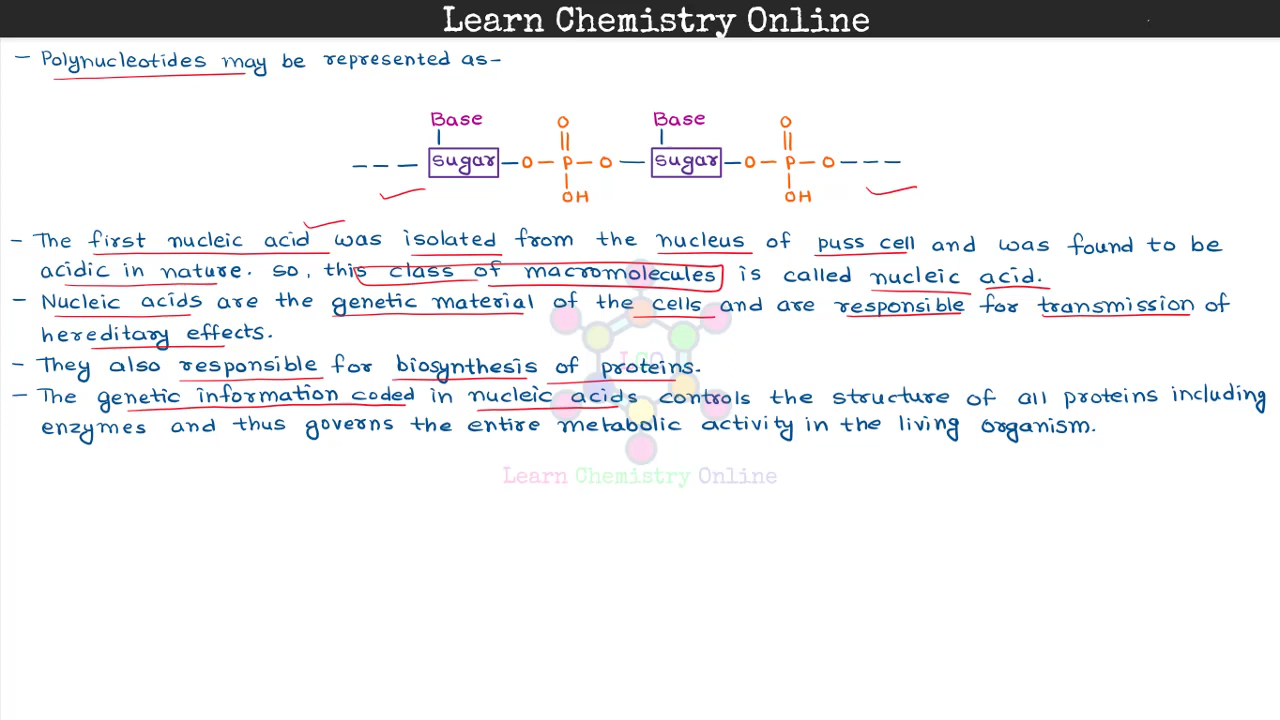 Learn Chemistry Online
- Polynucleotides may be represented as-
Base Base
O O
|| ||
--- sugar - O - P - O - sugar - O - P - O ---
OH OH
- The first nucleic acid was isolated from the nucleus of puss cell and was found to be
acidic in nature. so, this class of macromolecules is called nucleic acid.
- Nucleic acids are the genetic material of the cells and are responsible for transmission of
hereditary effects.
- They also responsible for biosynthesis of proteins.
- The genetic information coded in nucleic acids controls the structure of all proteins including
enzymes and thus governs the entire metabolic activity in the living organism.
LCO
Learn Chemistry Online